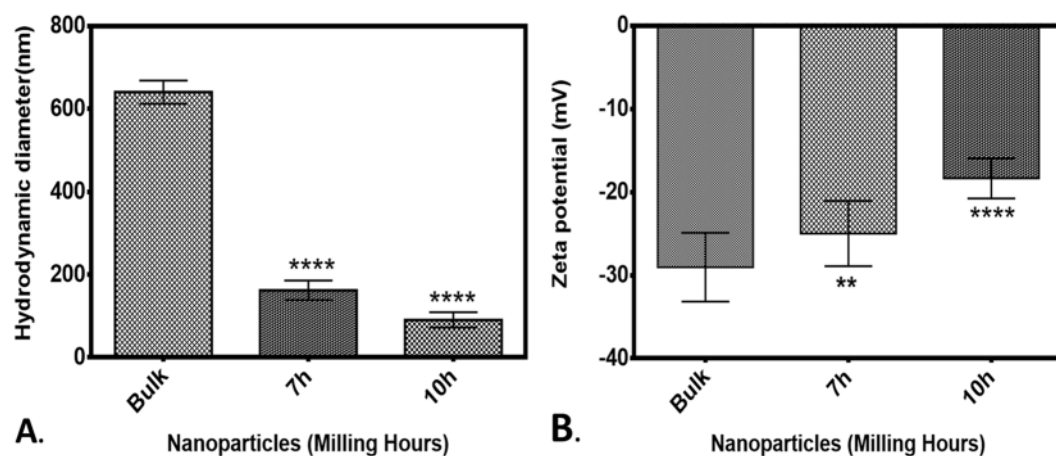 800
600
400
200
0
Hydrodynamic diameter(nm)
****
****
Bulk
7h
10h
A.
Nanoparticles (Milling Hours)
0
-10
-20
-30
-40
Zeta potential (mV)
**
****
Bulk
7h
10h
B.
Nanoparticles (Milling Hours)